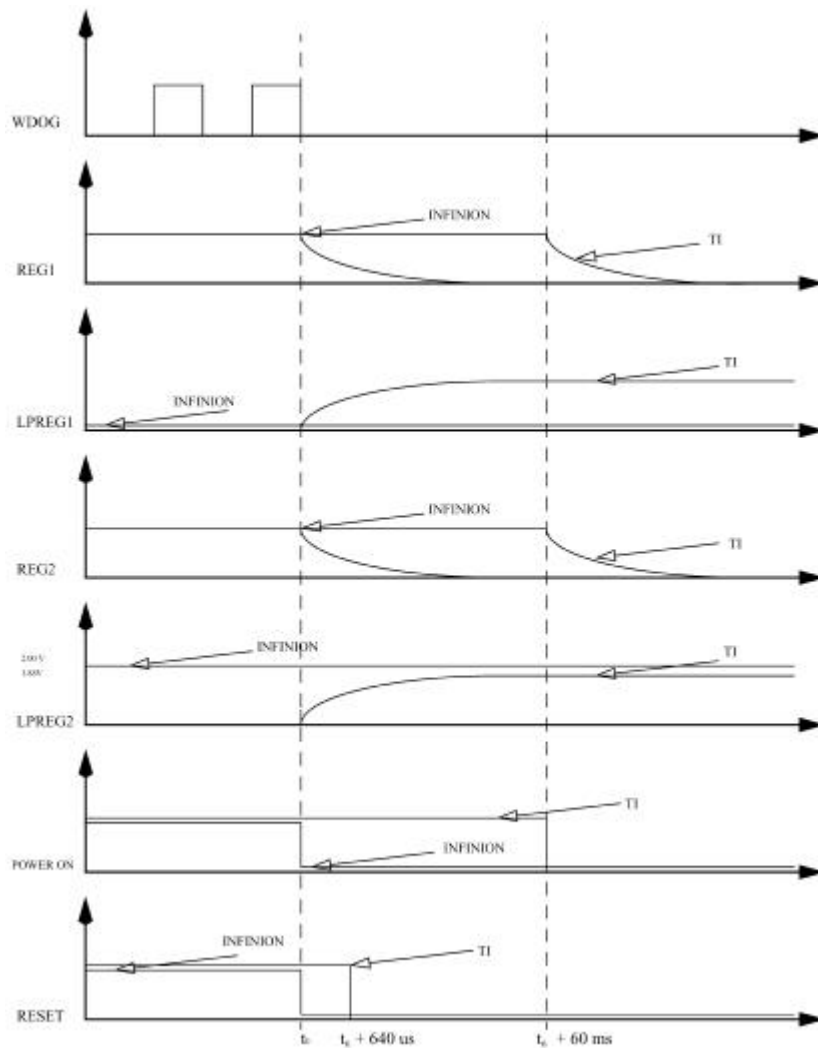 WDOG
INFINION
TI
REG1
TI
INFINION
LPREG1
INFINION
TI
REG2
INFINION
TI
2.00 V
1.88V
LPREG2
TI
INFINION
POWER ON
INFINION
TI
RESET
t₀ t₀ + 640 us t₀ + 60 ms